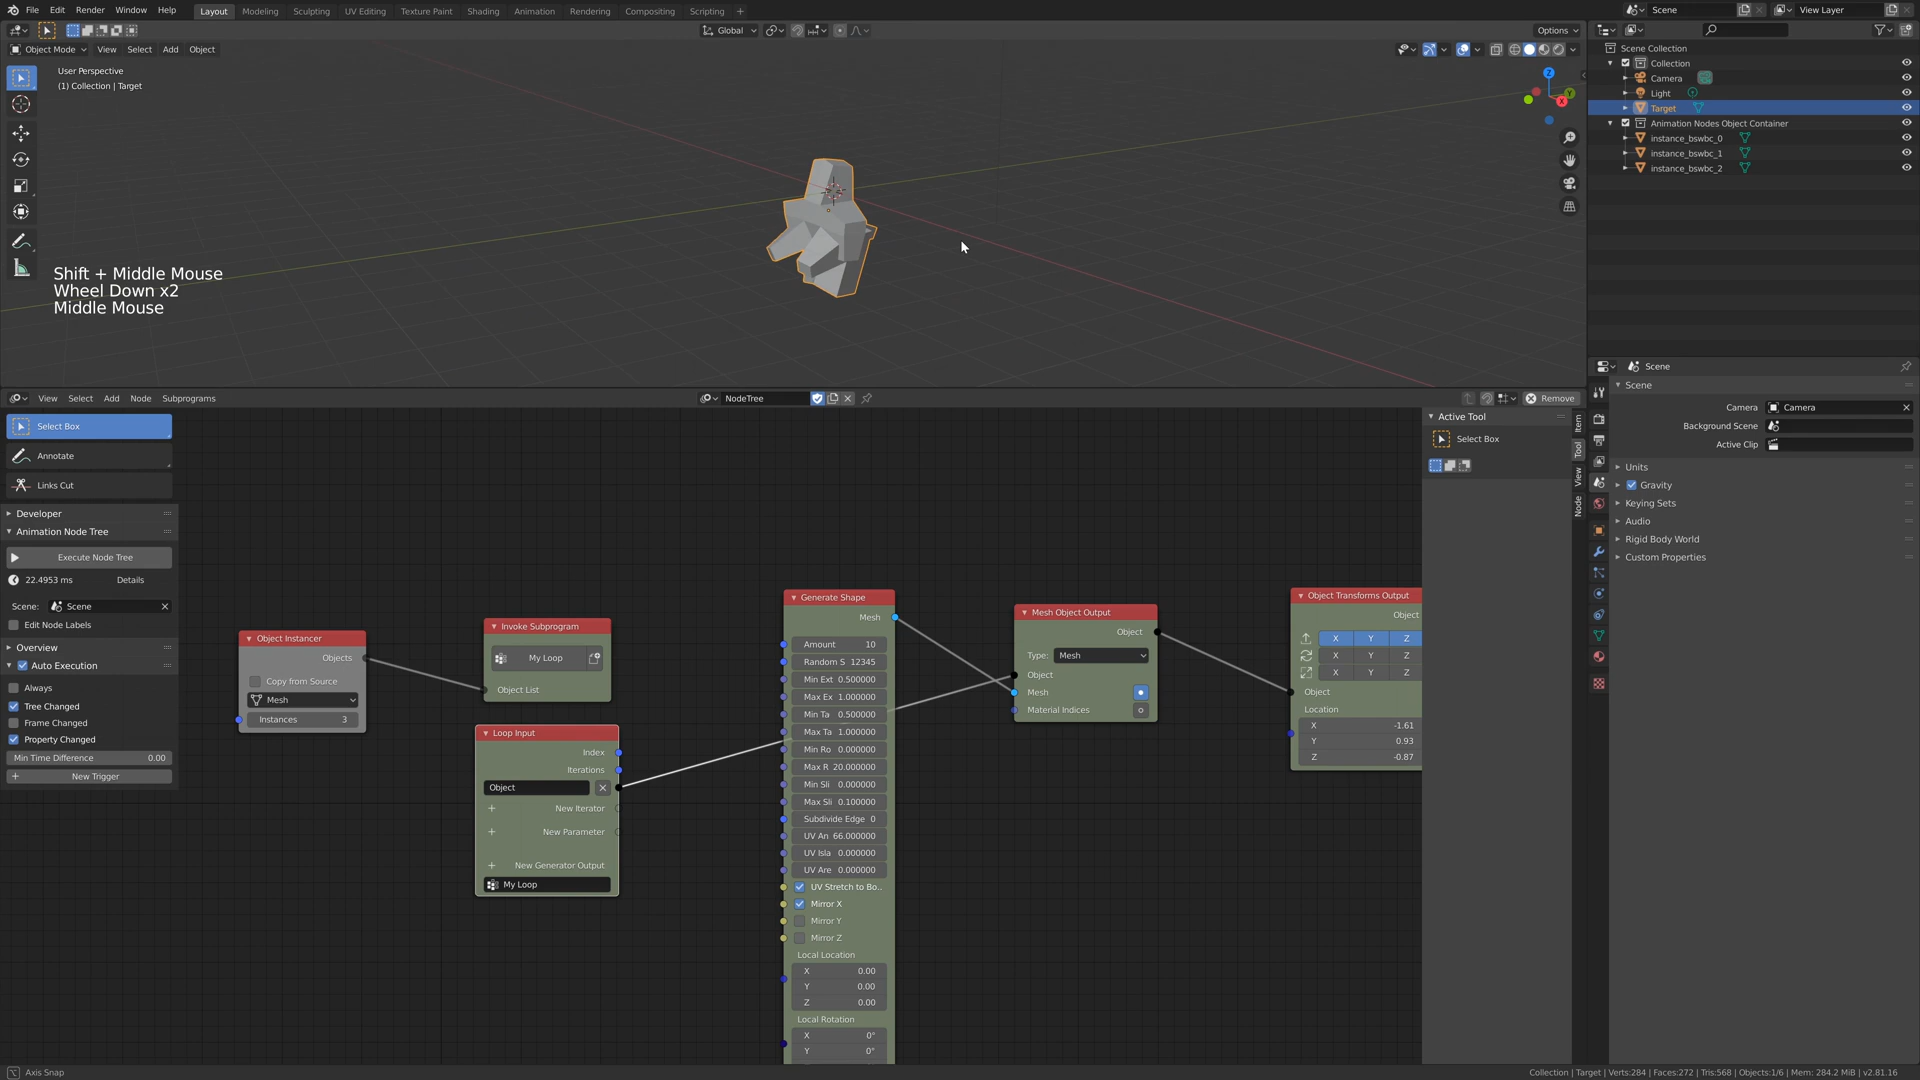 File Edit Render Window Help
Layout Modeling Sculpting UV Editing Texture Paint Shading Animation Rendering Compositing Scripting +
Scene
View Layer
Global
Options
Object Mode View Select Add Object
User Perspective
(1) Collection | Target
Shift + Middle Mouse
Wheel Down x2
Middle Mouse
Z
Y
X
Scene Collection
Collection
Camera
Light
Target
Animation Nodes Object Container
instance_bswbc_0
instance_bswbc_1
instance_bswbc_2
Scene
Scene
Camera Camera
Background Scene
Active Clip
Units
Gravity
Keying Sets
Audio
Rigid Body World
Custom Properties
View Select Add Node Subprograms
NodeTree
Remove
Select Box
Annotate
Links Cut
Developer
Animation Node Tree
Execute Node Tree
22.4953 ms Details
Scene: Scene
Edit Node Labels
Overview
Auto Execution
Always
Tree Changed
Frame Changed
Property Changed
Min Time Difference 0.00
+ New Trigger
Object Instancer
Objects
Copy from Source
Mesh
Instances 3
Invoke Subprogram
My Loop
Object List
Loop Input
Index
Iterations
Object
+ New Iterator
+ New Parameter
+ New Generator Output
My Loop
Generate Shape
Mesh
Amount 10
Random S 12345
Min Ext 0.500000
Max Ex 1.000000
Min Ta 0.500000
Max Ta 1.000000
Min Ro 0.000000
Max R 20.000000
Min Sli 0.000000
Max Sli 0.100000
Subdivide Edge 0
UV An 66.000000
UV Isla 0.000000
UV Are 0.000000
UV Stretch to Bo..
Mirror X
Mirror Y
Mirror Z
Local Location
X 0.00
Y 0.00
Z 0.00
Local Rotation
X 0°
Y 0°
Mesh Object Output
Object
Type: Mesh
Object
Mesh
Material Indices
Object Transforms Output
Object
X Y Z
X Y Z
X Y Z
Object
Location
X -1.61
Y 0.93
Z -0.87
Active Tool
Select Box
Item
Tool
View
Node
Axis Snap
Collection | Target | Verts:284 | Faces:272 | Tris:568 | Objects:1/6 | Mem: 284.2 MiB | v2.81.16